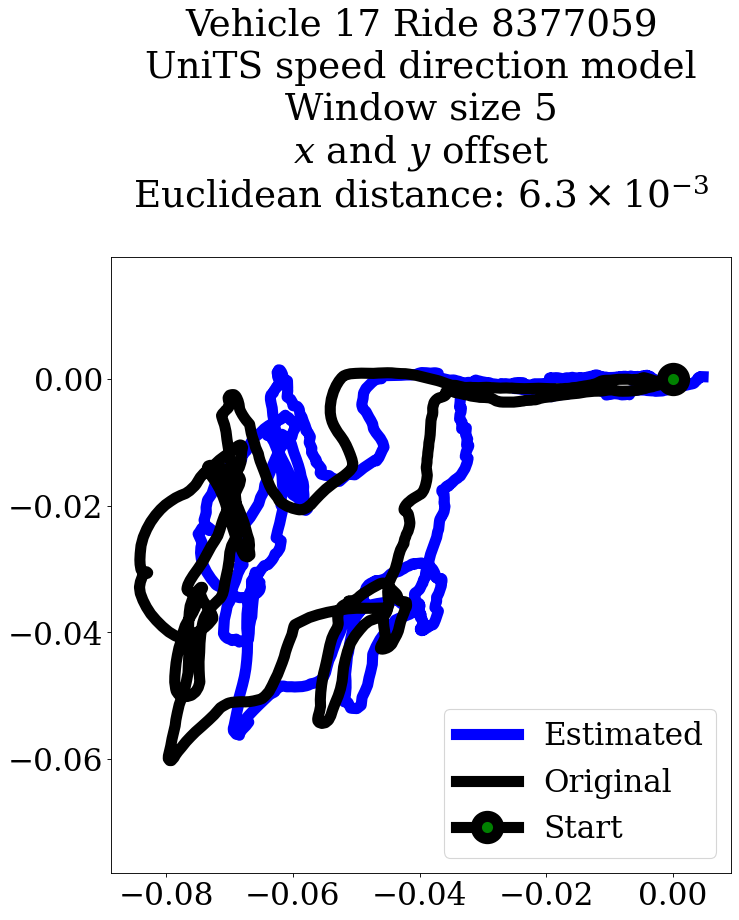 Vehicle 17 Ride 8377059
UniTS speed direction model
Window size 5
x and y offset
Euclidean distance: 6.3 × 10⁻³
0.00
−0.02
−0.04
−0.06
Estimated
Original
Start
−0.08 −0.06 −0.04 −0.02 0.00